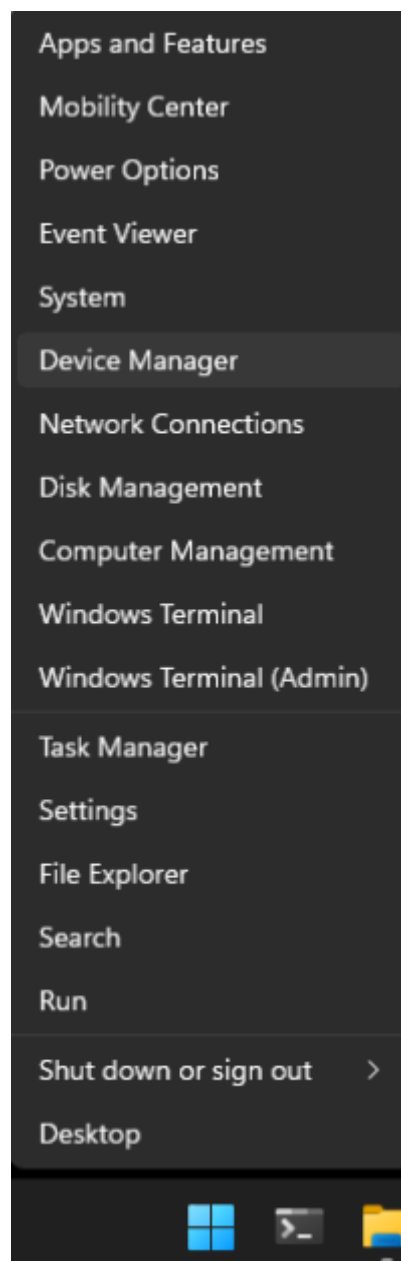 Apps and Features
Mobility Center
Power Options
Event Viewer
System
Device Manager
Network Connections
Disk Management
Computer Management
Windows Terminal
Windows Terminal (Admin)
Task Manager
Settings
File Explorer
Search
Run
Shut down or sign out
Desktop